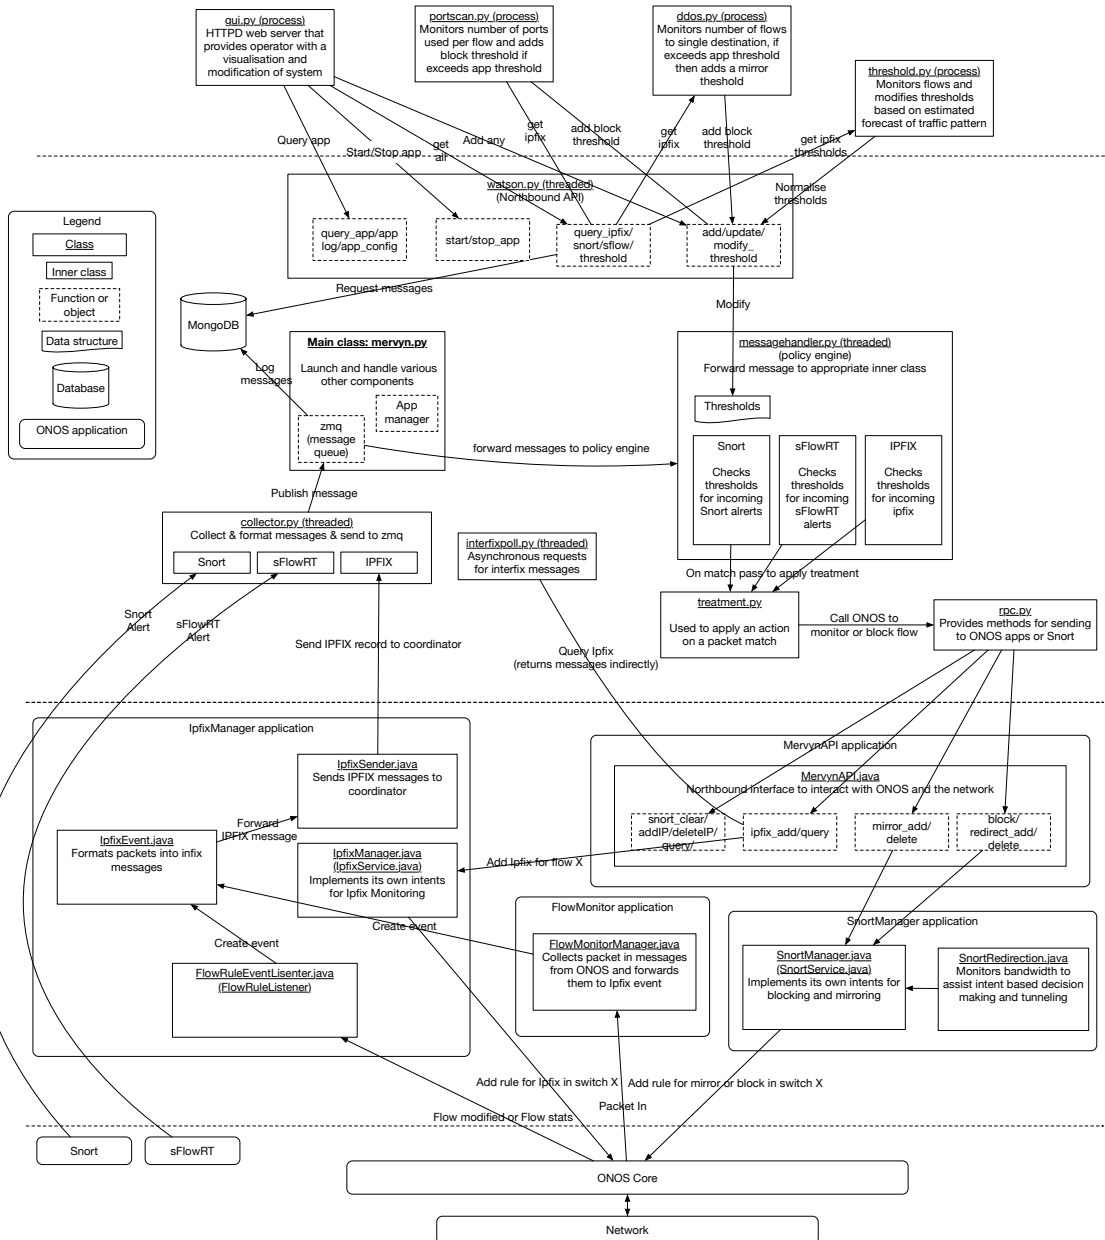 gui.py (process)
HTTPD web server that
provides operator with a
visualisation and
modification of system
portscan.py (process)
Monitors number of ports
used per flow and adds
block threshold if
exceeds app threshold
ddos.py (process)
Monitors number of flows
to single destination, if
exceeds app threshold
then adds a mirror
theshold
threshold.py (process)
Monitors flows and
modifies thresholds
based on estimated
forecast of traffic pattern
Query app
Start/Stop app
get
all
Add any
get
ipfix
add block
threshold
get
ipfix
add block
threshold
get ipfix
thresholds
Normalise
thresholds
watson.py (threaded)
(Northbound API)
query_app/app
log/app_config
start/stop_app
query_ipfix/
snort/sflow/
threshold
add/update/
modify_
threshold
Legend
Class
Inner class
Function or
object
Data structure
Database
ONOS application
Request messages
Modify
MongoDB
Log
messages
Main class: mervyn.py
Launch and handle various
other components
App
manager
zmq
(message
queue)
forward messages to policy engine
messagehandler.py (threaded)
(policy engine)
Forward message to appropriate inner class
Thresholds
Snort
Checks
thresholds
for incoming
Snort alrerts
sFlowRT
Checks
thresholds
for incoming
sFlowRT
alerts
IPFIX
Checks
thresholds
for incoming
ipfix
Publish message
collector.py (threaded)
Collect & format messages & send to zmq
Snort
sFlowRT
IPFIX
interfixpoll.py (threaded)
Asynchronous requests
for interfix messages
On match pass to apply treatment
treatment.py
Used to apply an action
on a packet match
Call ONOS to
monitor or block flow
rpc.py
Provides methods for sending
to ONOS apps or Snort
Snort
Alert
sFlowRT
Alert
Send IPFIX record to coordinator
Query Ipfix
(returns messages indirectly)
IpfixManager application
IpfixSender.java
Sends IPFIX messages to
coordinator
Forward
IPFIX message
IpfixEvent.java
Formats packets into infix
messages
IpfixManager.java
(IpfixService.java)
Implements its own intents
for Ipfix Monitoring
Create event
Create event
FlowRuleEventLisenter.java
(FlowRuleListener)
MervynAPI application
MervynAPI.java
Northbound interface to interact with ONOS and the network
snort_clear/
addIP/deleteIP/
query/
ipfix_add/query
mirror_add/
delete
block/
redirect_add/
delete
Add Ipfix for flow X
FlowMonitor application
FlowMonitorManager.java
Collects packet in messages
from ONOS and forwards
them to Ipfix event
SnortManager application
SnortManager.java
(SnortService.java)
Implements its own intents for
blocking and mirroring
SnortRedirection.java
Monitors bandwidth to
assist intent based decision
making and tunneling
Add rule for Ipfix in switch X
Add rule for mirror or block in switch X
Packet In
Flow modified or Flow stats
Snort
sFlowRT
ONOS Core
Network